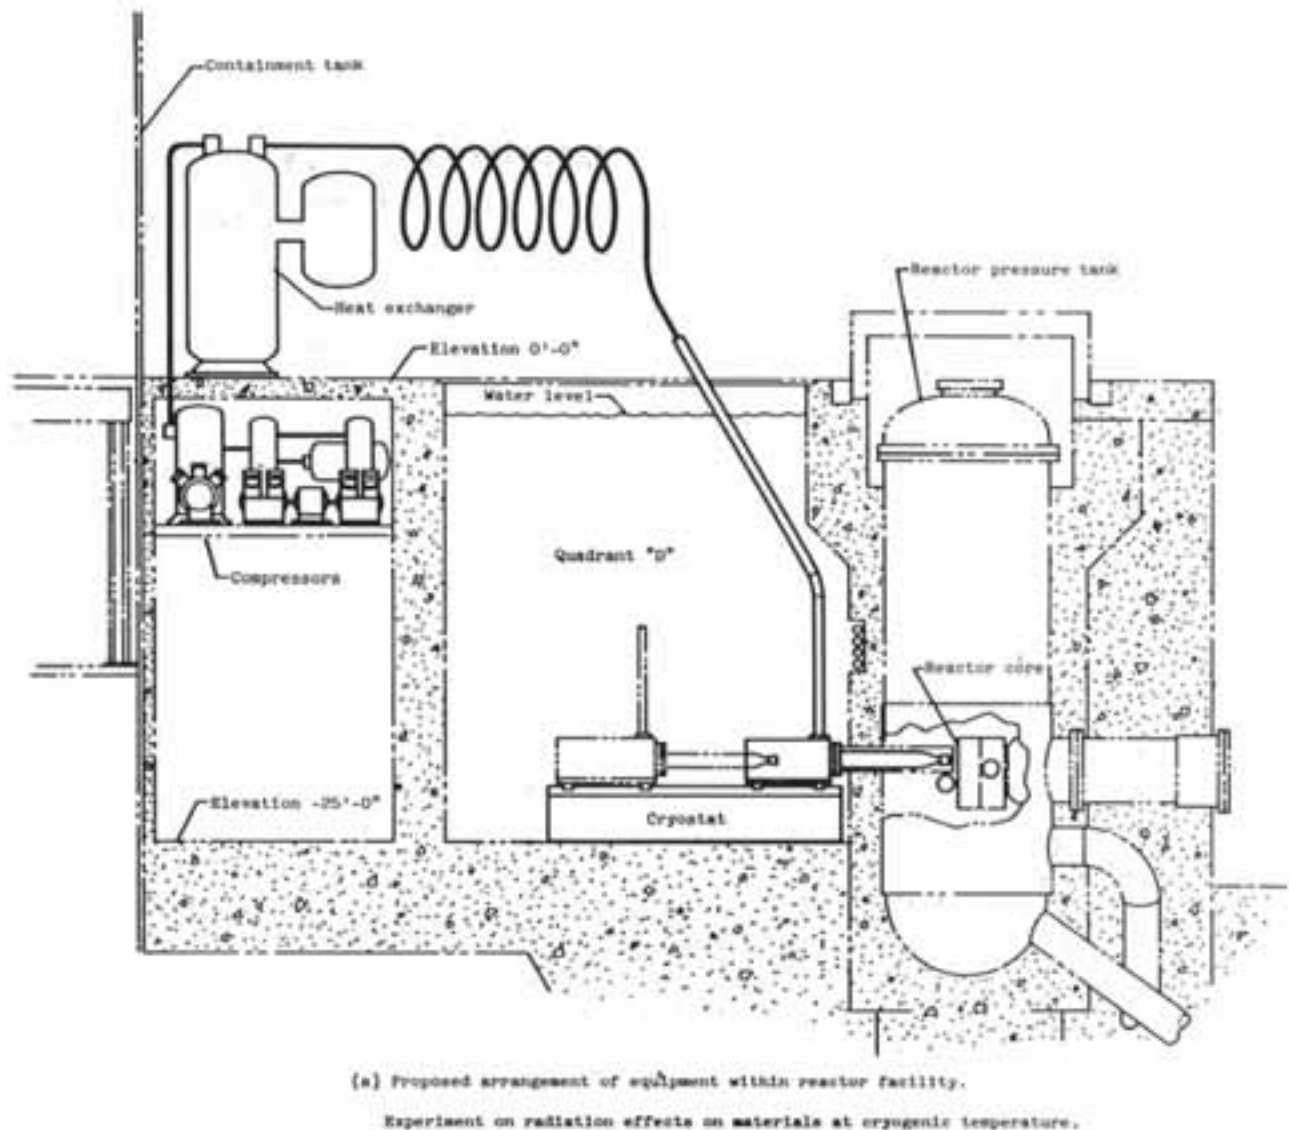 Containment tank
Reactor pressure tank
Heat exchanger
Elevation 0'-0"
Water level
Quadrant "D"
Compressors
Reactor core
Elevation -25'-0"
Cryostat
(a) Proposed arrangement of equipment within reactor facility.
Experiment on radiation effects on materials at cryogenic temperature.